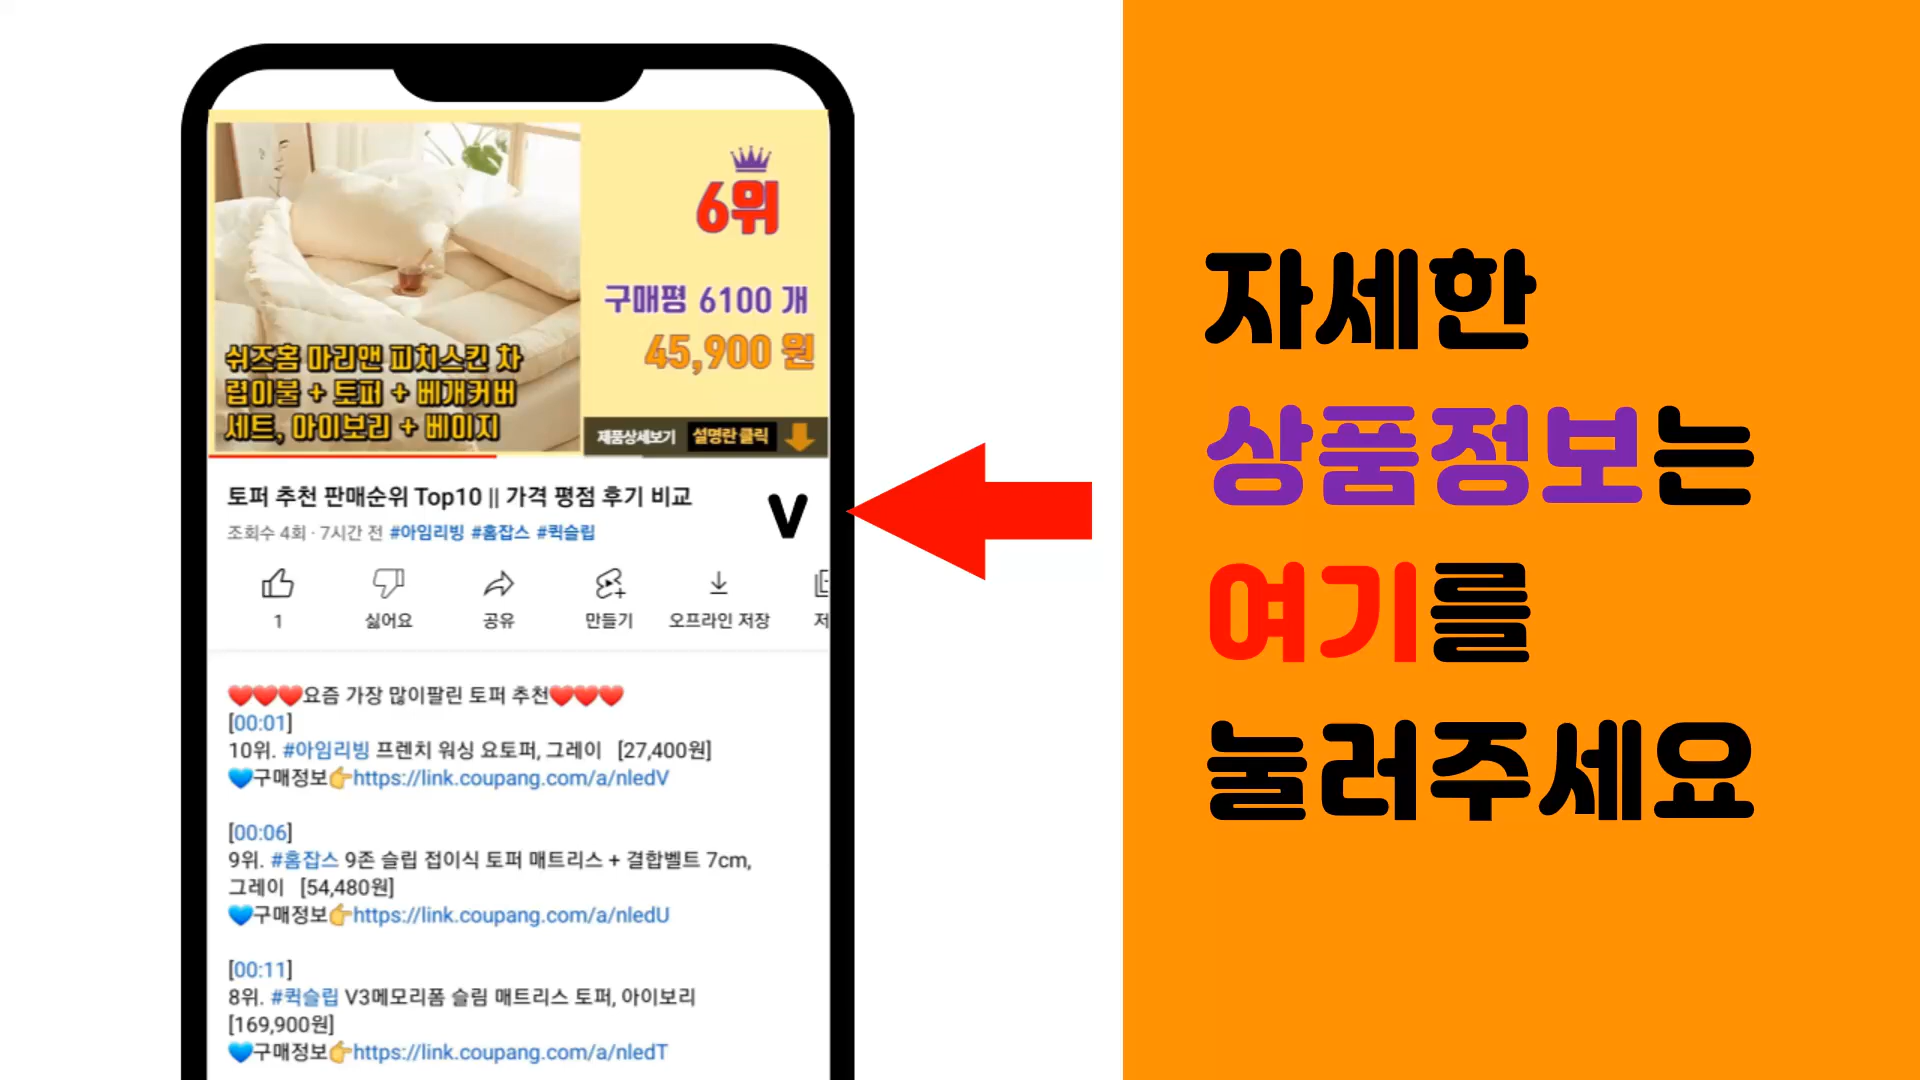 6위
구매평 6100 개
45,900 원
쉬즈홈 마리앤 피치스킨 차
렵이불 + 토퍼 + 베개커버
세트, 아이보리 + 베이지
제품상세보기 설명란 클릭
토퍼 추천 판매순위 Top10 || 가격 평점 후기 비교
V
조회수 4회 · 7시간 전 #아임리빙 #홈잡스 #퀵슬립
1 싫어요 공유 만들기 오프라인 저장 저
❤️❤️❤️요즘 가장 많이팔린 토퍼 추천❤️❤️❤️
[00:01]
10위. #아임리빙 프렌치 워싱 요토퍼, 그레이 [27,400원]
💙구매정보👉https://link.coupang.com/a/nledV
[00:06]
9위. #홈잡스 9존 슬립 접이식 토퍼 매트리스 + 결합벨트 7cm,
그레이 [54,480원]
💙구매정보👉https://link.coupang.com/a/nledU
[00:11]
8위. #퀵슬립 V3메모리폼 슬림 매트리스 토퍼, 아이보리
[169,900원]
💙구매정보👉https://link.coupang.com/a/nledT
자세한
상품정보는
여기를
눌러주세요